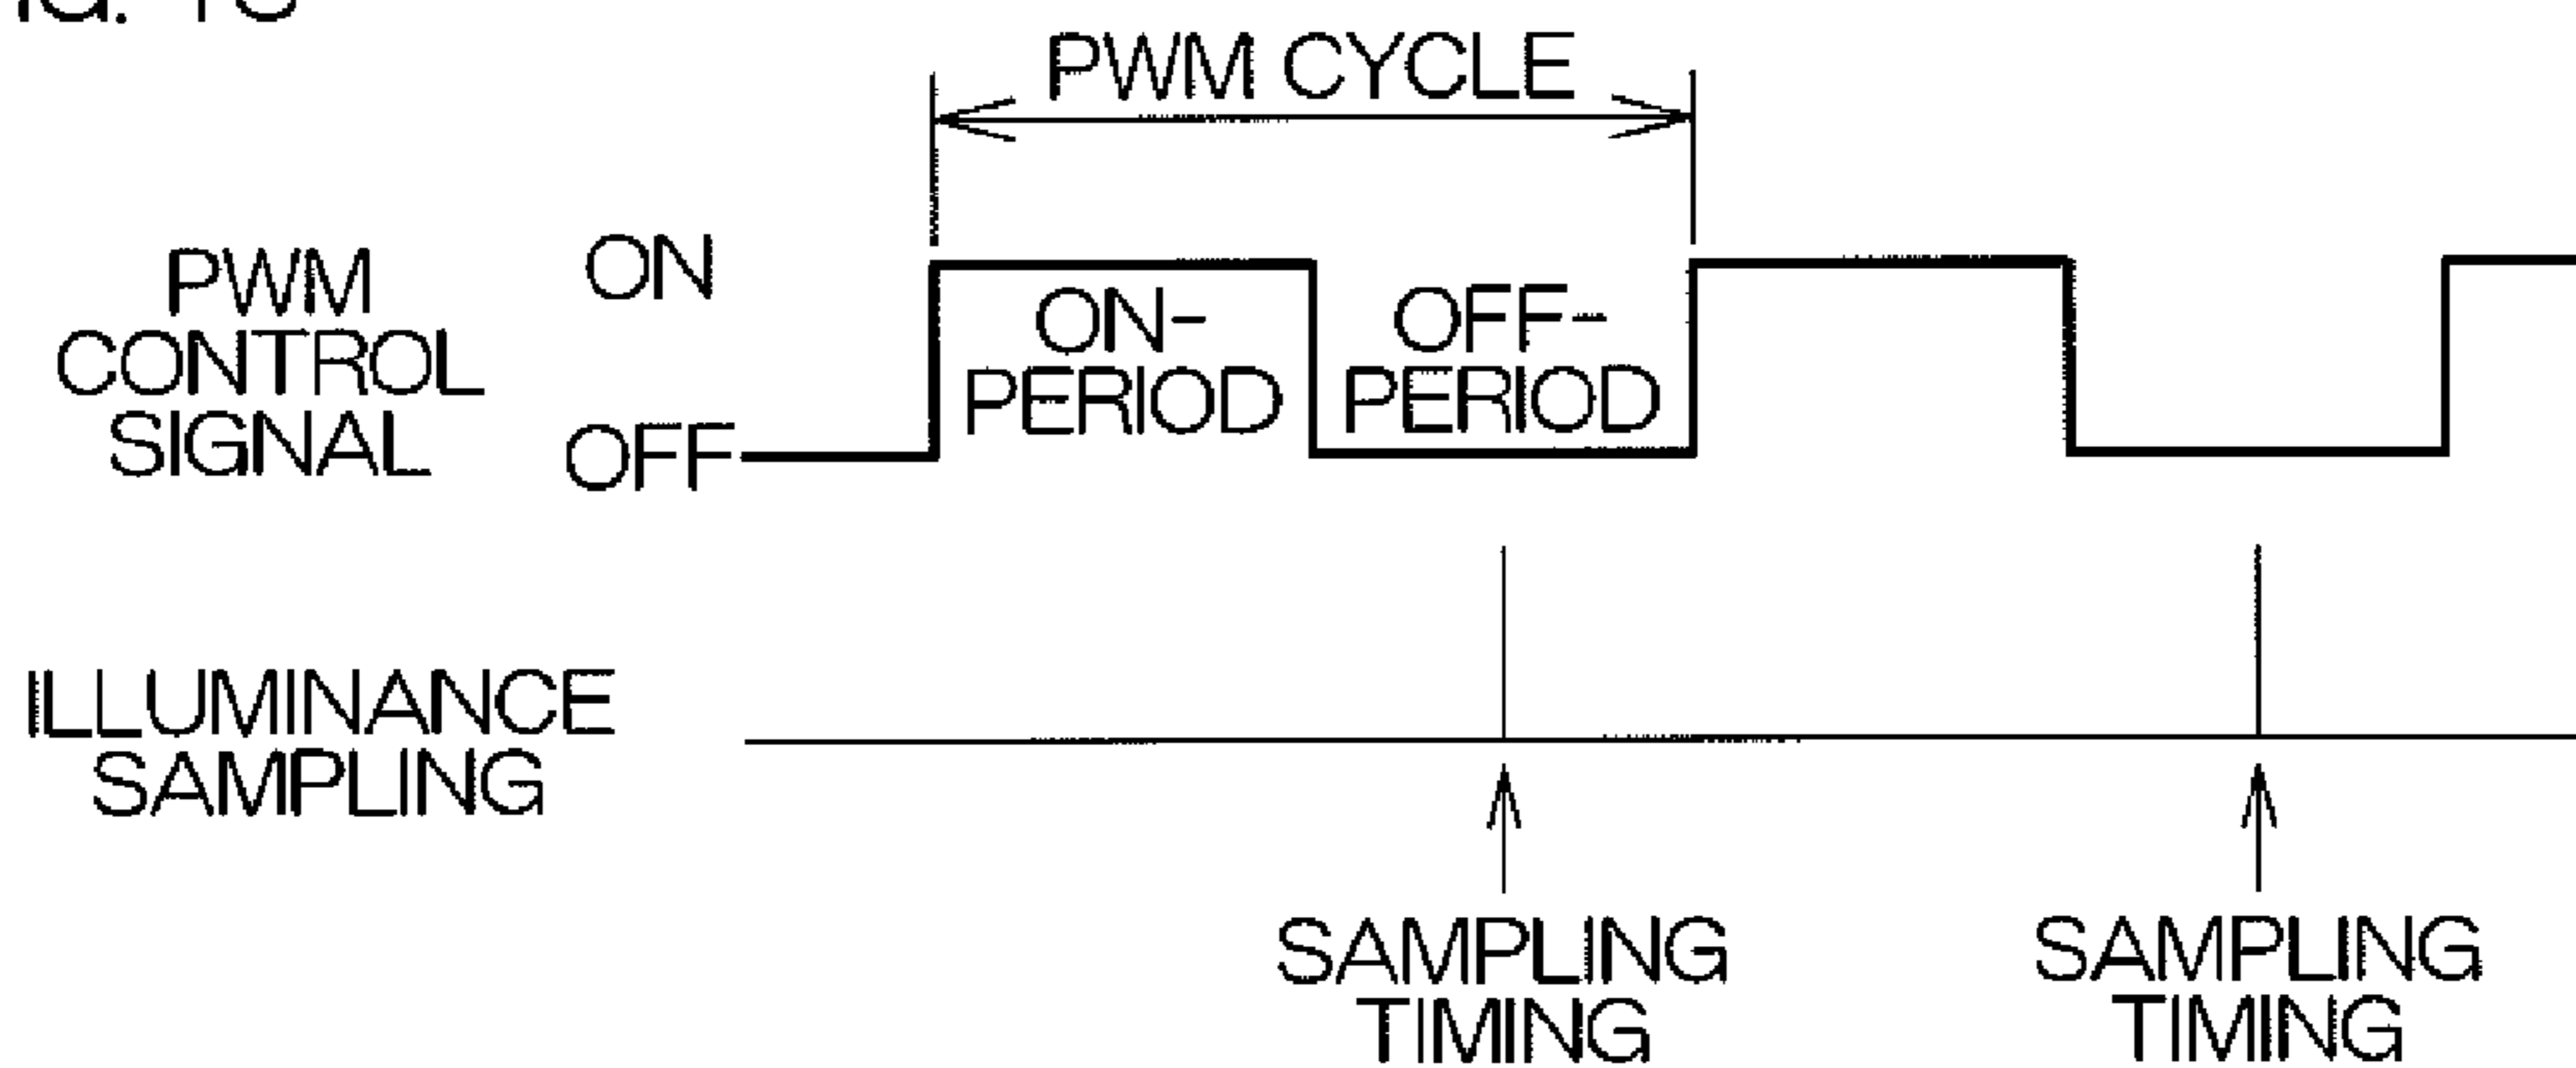 PWM CYCLE
PWM
CONTROL
SIGNAL
ON
OFF
ON-
PERIOD
OFF-
PERIOD
ILLUMINANCE
SAMPLING
SAMPLING
TIMING
SAMPLING
TIMING